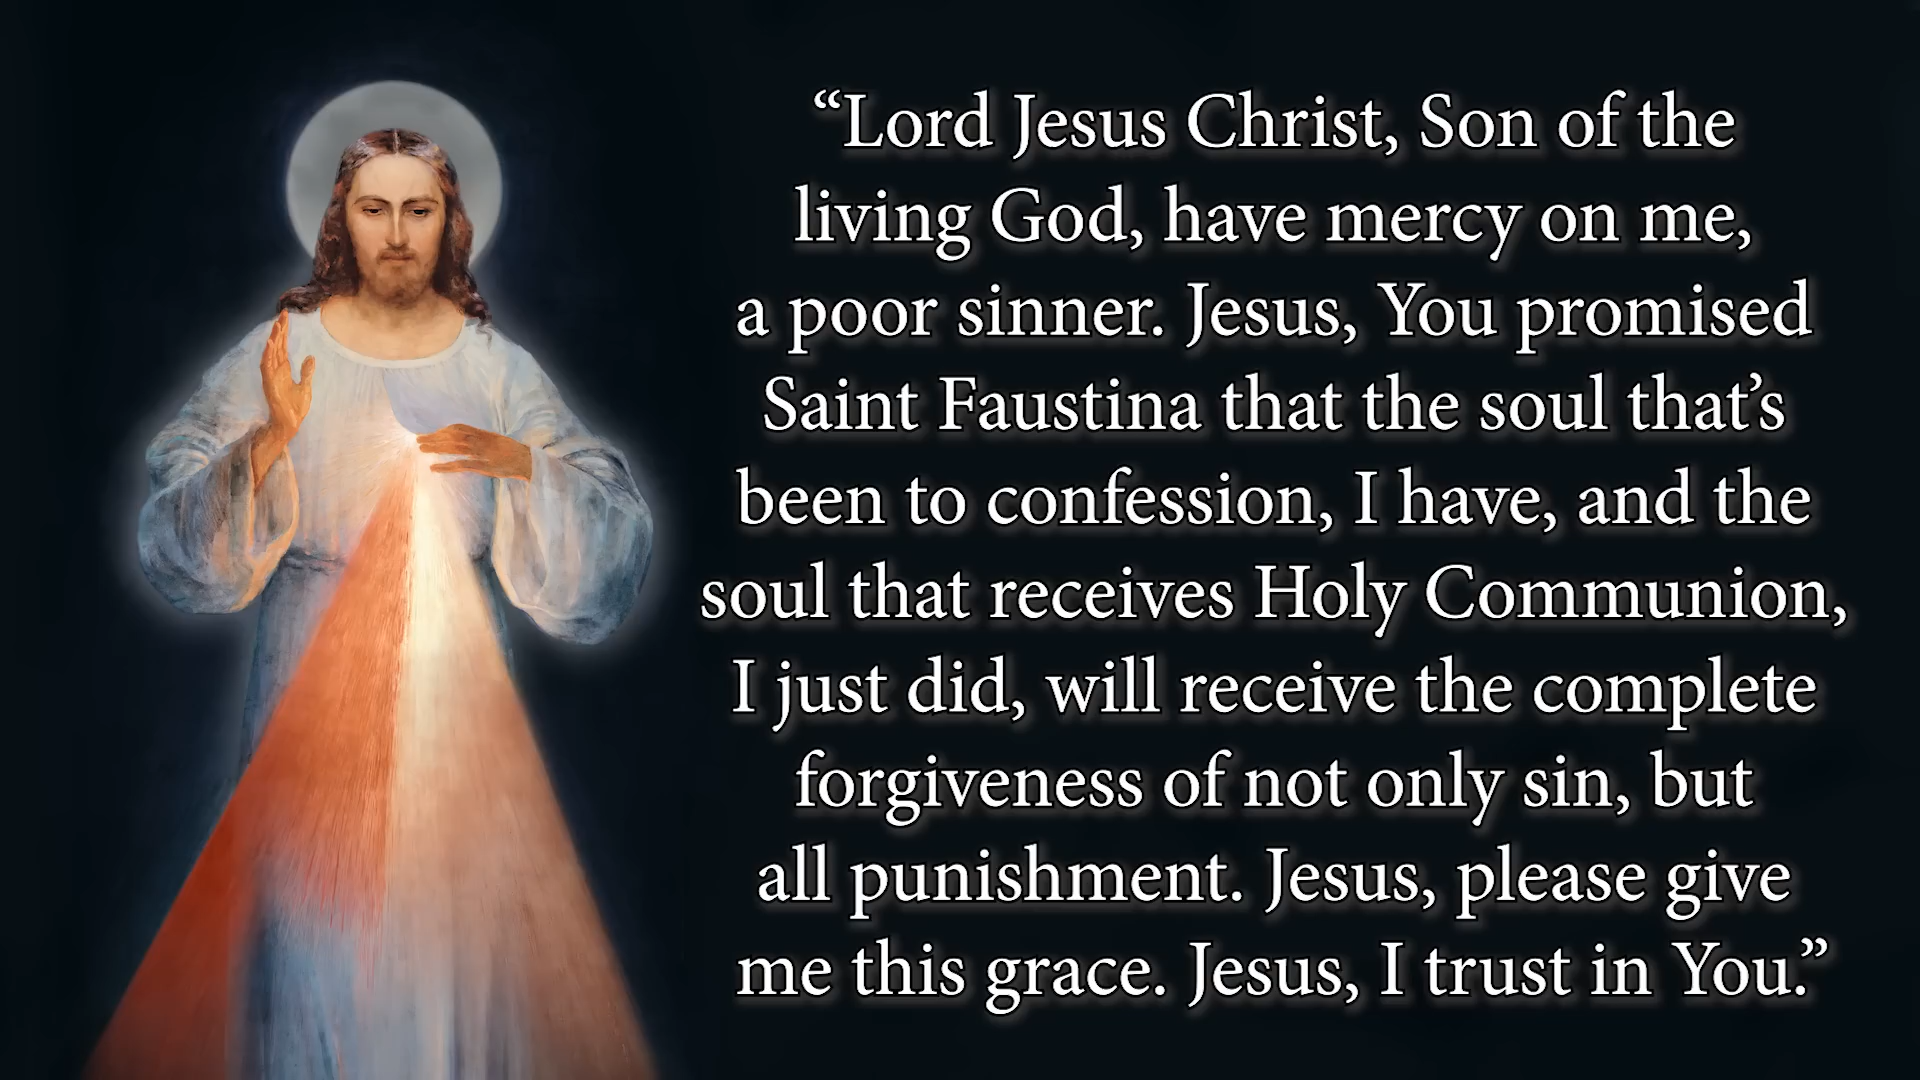 “Lord Jesus Christ, Son of the
living God, have mercy on me,
a poor sinner. Jesus, You promised
Saint Faustina that the soul that’s
been to confession, I have, and the
soul that receives Holy Communion,
I just did, will receive the complete
forgiveness of not only sin, but
all punishment. Jesus, please give
me this grace. Jesus, I trust in You.”